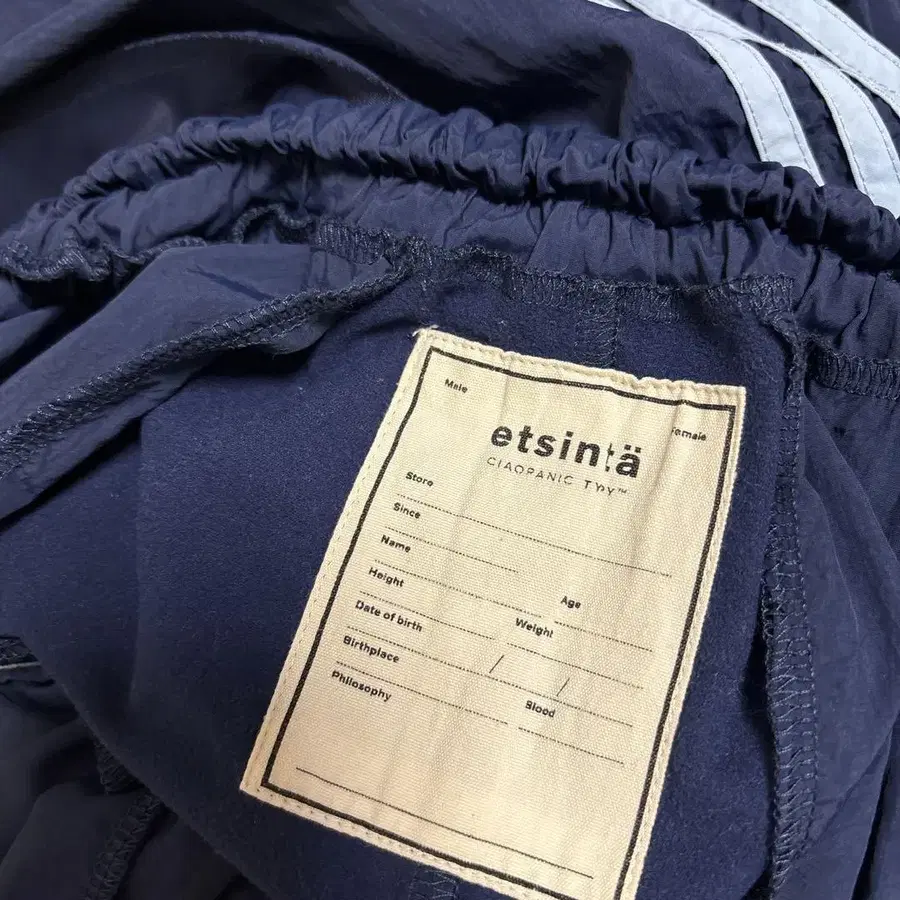 Male
Female
etsintä
CIAOPANIC TYPY™
Store
Since
Name
Height
Age
Date of birth
Weight
Birthplace
/ /
Philosophy
Blood